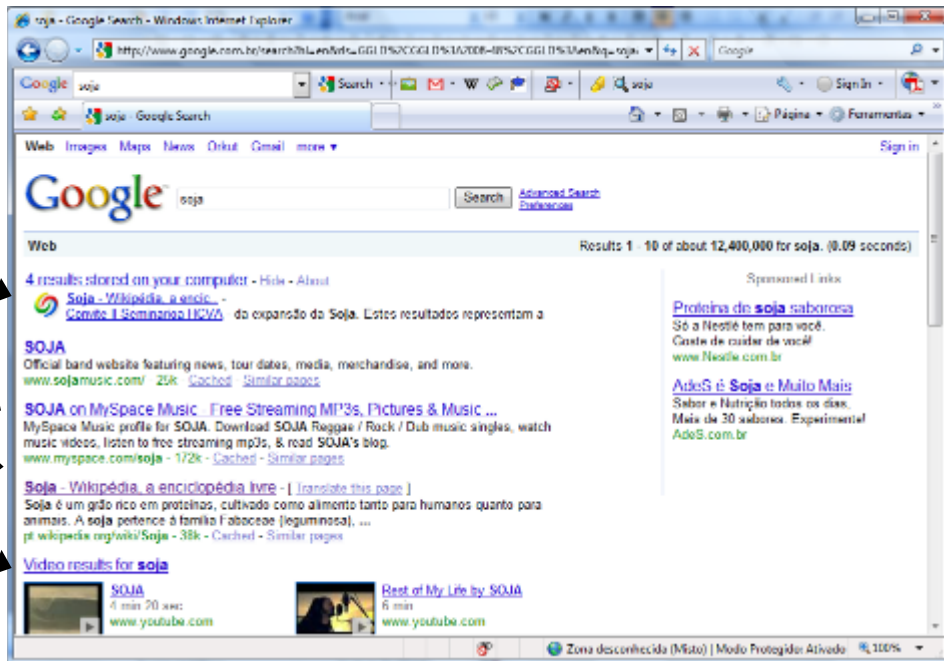 soja - Google Search - Windows Internet Explorer
Google
Google soja Search W soja Sign In
soja - Google Search Página Ferramentas
Web Images Maps News Orkut Gmail more Sign in
Google soja Search Advanced Search
Preferences
Web Results 1 - 10 of about 12,400,000 for soja. (0.09 seconds)
4 results stored on your computer - Hide - About
Soja - Wikipédia, a encic... -
Convite II Seminario da expansão da Soja. Estes resultados representam a
SOJA
Official band website featuring news, tour dates, media, merchandise, and more.
www.sojamusic.com/ - 25k - Cached - Similar pages
SOJA on MySpace Music - Free Streaming MP3s, Pictures & Music ...
MySpace Music profile for SOJA. Download SOJA Reggae / Rock / Dub music singles, watch
music videos, listen to free streaming mp3s, & read SOJA's blog.
www.myspace.com/soja - 172k - Cached - Similar pages
Soja - Wikipédia, a enciclopédia livre - [ Translate this page ]
Soja é um grão rico em proteínas, cultivado como alimento tanto para humanos quanto para
animais. A soja pertence à família Fabaceae (leguminosa), ...
pt.wikipedia.org/wiki/Soja - 38k - Cached - Similar pages
Video results for soja
SOJA
4 min 20 sec
www.youtube.com
Rest of My Life by SOJA
6 min
www.youtube.com
Sponsored Links
Proteína de soja saborosa
Só a Nestlé tem para você.
Goste de cuidar de você!
www.Nestle.com.br
AdeS é Soja e Muito Mais
Sabor e Nutrição todos os dias.
Mais de 30 sabores. Experimente!
AdeS.com.br
Zona desconhecida (Misto) | Modo Protegido: Ativado 100%